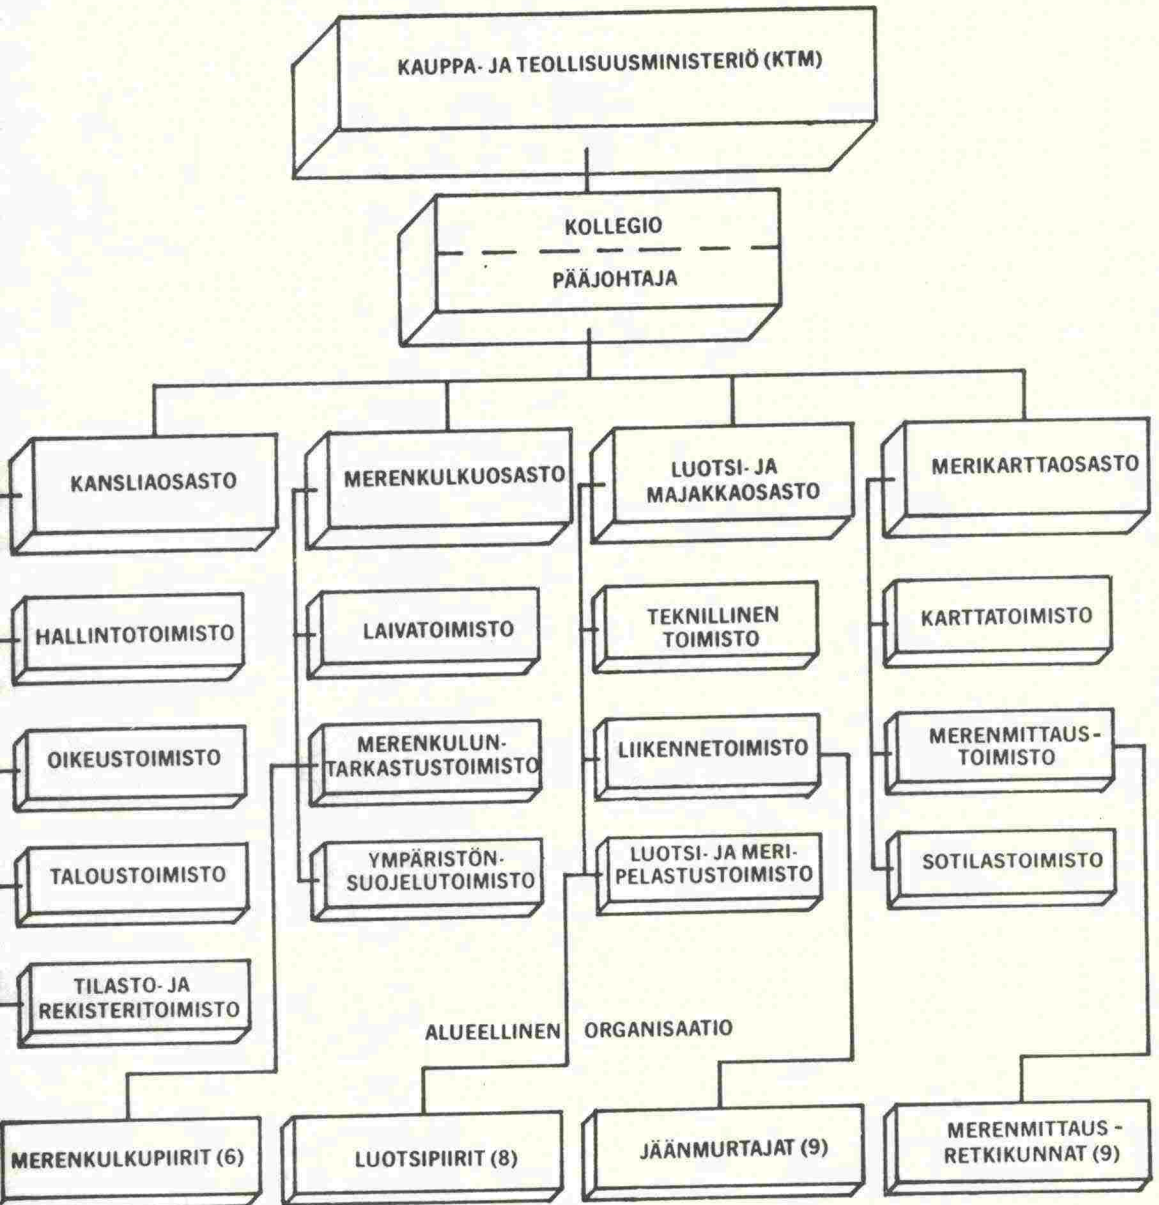 KAUPPA- JA TEOLLISUUSMINISTERIÖ (KTM)
KOLLEGIO
PÄÄJOHTAJA
KANSLIAOSASTO
MERENKULKUOSASTO
LUOTSI- JA
MAJAKKAOSASTO
MERIKARTTAOSASTO
HALLINTOTOIMISTO
LAIVATOIMISTO
TEKNILLINEN
TOIMISTO
KARTTATOIMISTO
OIKEUSTOIMISTO
MERENKULUN-
TARKASTUSTOIMISTO
LIIKENNETOIMISTO
MERENMITTAUS-
TOIMISTO
TALOUSTOIMISTO
YMPÄRISTÖN-
SUOJELUTOIMISTO
LUOTSI- JA MERI-
PELASTUSTOIMISTO
SOTILASTOIMISTO
TILASTO- JA
REKISTERITOIMISTO
ALUEELLINEN ORGANISAATIO
MERENKULKUPIIRIT (6)
LUOTSIPIIRIT (8)
JÄÄNMURTAJAT (9)
MERENMITTAUS-
RETKIKUNNAT (9)